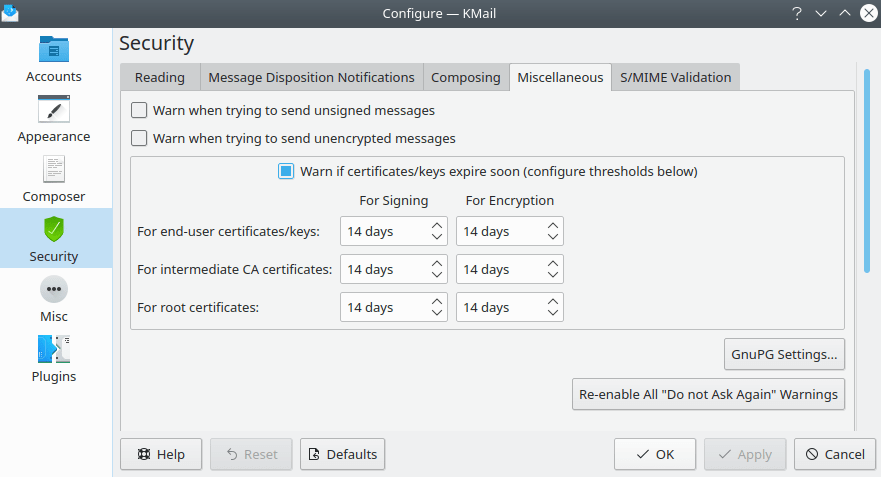 Configure — KMail
Security
Accounts
Appearance
Composer
Security
Misc
Plugins
Reading Message Disposition Notifications Composing Miscellaneous S/MIME Validation
Warn when trying to send unsigned messages
Warn when trying to send unencrypted messages
Warn if certificates/keys expire soon (configure thresholds below)
For Signing For Encryption
For end-user certificates/keys: 14 days 14 days
For intermediate CA certificates: 14 days 14 days
For root certificates: 14 days 14 days
GnuPG Settings...
Re-enable All "Do not Ask Again" Warnings
Help Reset Defaults OK Apply Cancel